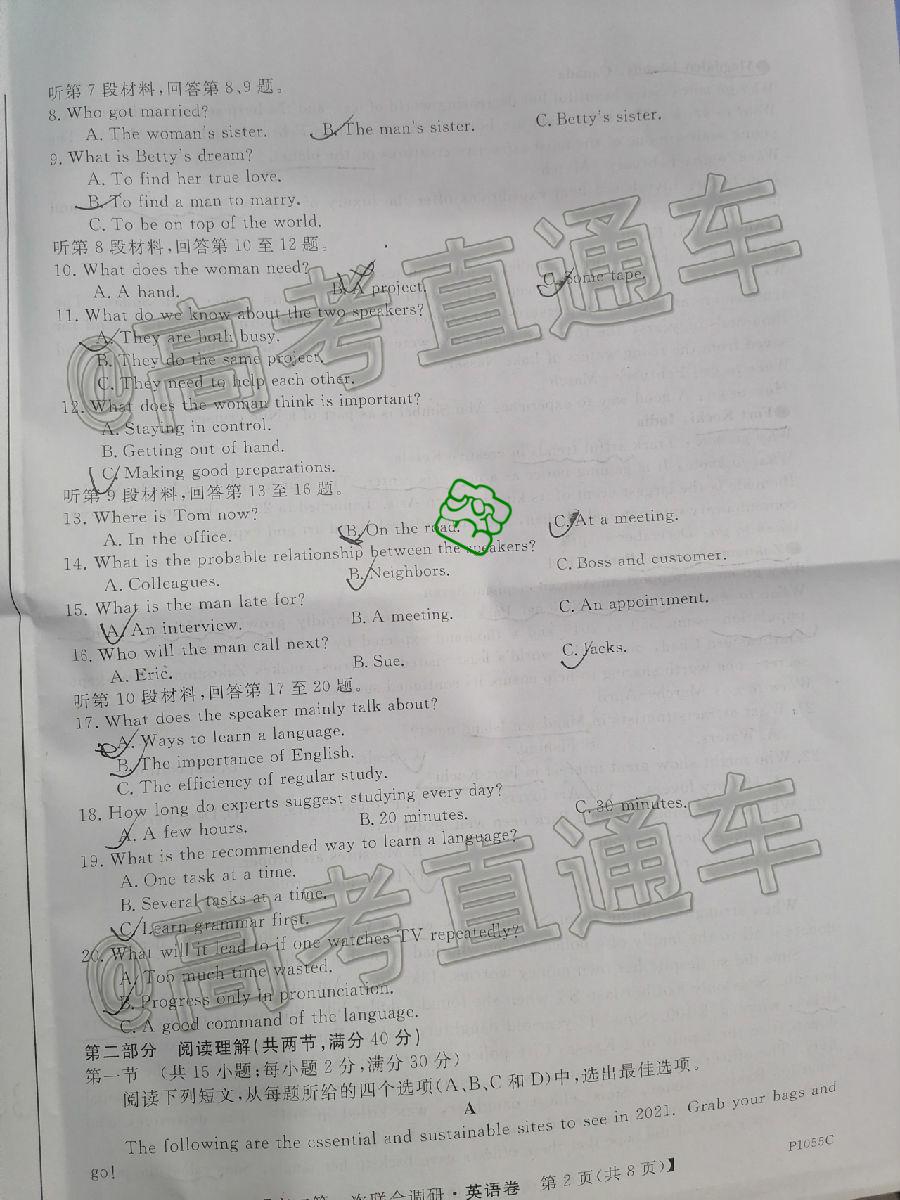 听第7段材料,回答第8、9题。
8. Who got married?
A. The woman's sister. B. The man's sister. C. Betty's sister.
9. What is Betty's dream?
A. To find her true love.
B. To find a man to marry.
C. To be on top of the world.
听第8段材料,回答第10至12题。
10. What does the woman need?
A. A hand. B. A project. C. Some tape.
11. What do we know about the two speakers?
A. They are both busy.
B. They do the same project.
C. They need to help each other.
12. What does the woman think is important?
A. Staying in control.
B. Getting out of hand.
C. Making good preparations.
听第9段材料,回答第13至16题。
13. Where is Tom now?
A. In the office. B. On the road. C. At a meeting.
14. What is the probable relationship between the speakers?
A. Colleagues. B. Neighbors. C. Boss and customer.
15. What is the man late for?
A. An interview. B. A meeting. C. An appointment.
16. Who will the man call next?
A. Eric. B. Sue. C. Jacks.
听第10段材料,回答第17至20题。
17. What does the speaker mainly talk about?
A. Ways to learn a language.
B. The importance of English.
C. The efficiency of regular study.
18. How long do experts suggest studying every day?
A. A few hours. B. 20 minutes. C. 30 minutes.
19. What is the recommended way to learn a language?
A. One task at a time.
B. Several tasks at a time.
C. Learn grammar first.
20. What will it lead to if one watches TV repeatedly?
A. Too much time wasted.
B. Progress only in pronunciation.
C. A good command of the language.
第二部分 阅读理解(共两节,满分40分)
第一节 (共15小题;每小题2分,满分30分)
阅读下列短文,从每题所给的四个选项(A、B、C和D)中,选出最佳选项。
A
The following are the essential and sustainable sites to see in 2021. Grab your bags and
go!
P1055C
次联合调研·英语卷 第2页(共8页)】
@高考直通车
@高考直通车